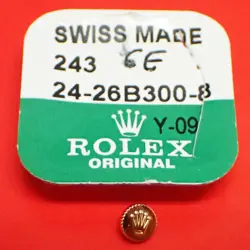 SWISS MADE
243 6E
24-26B300-8
Y-09
ROLEX
ORIGINAL